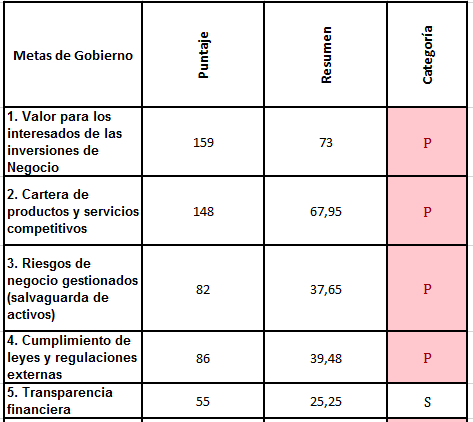 Metas de Gobierno
Puntaje
Resumen
Categoría
1. Valor para los
interesados de las
inversiones de
Negocio
159
73
P
2. Cartera de
productos y servicios
competitivos
148
67,95
P
3. Riesgos de
negocio gestionados
(salvaguarda de
activos)
82
37,65
P
4. Cumplimiento de
leyes y regulaciones
externas
86
39,48
P
5. Transparencia
financiera
55
25,25
S